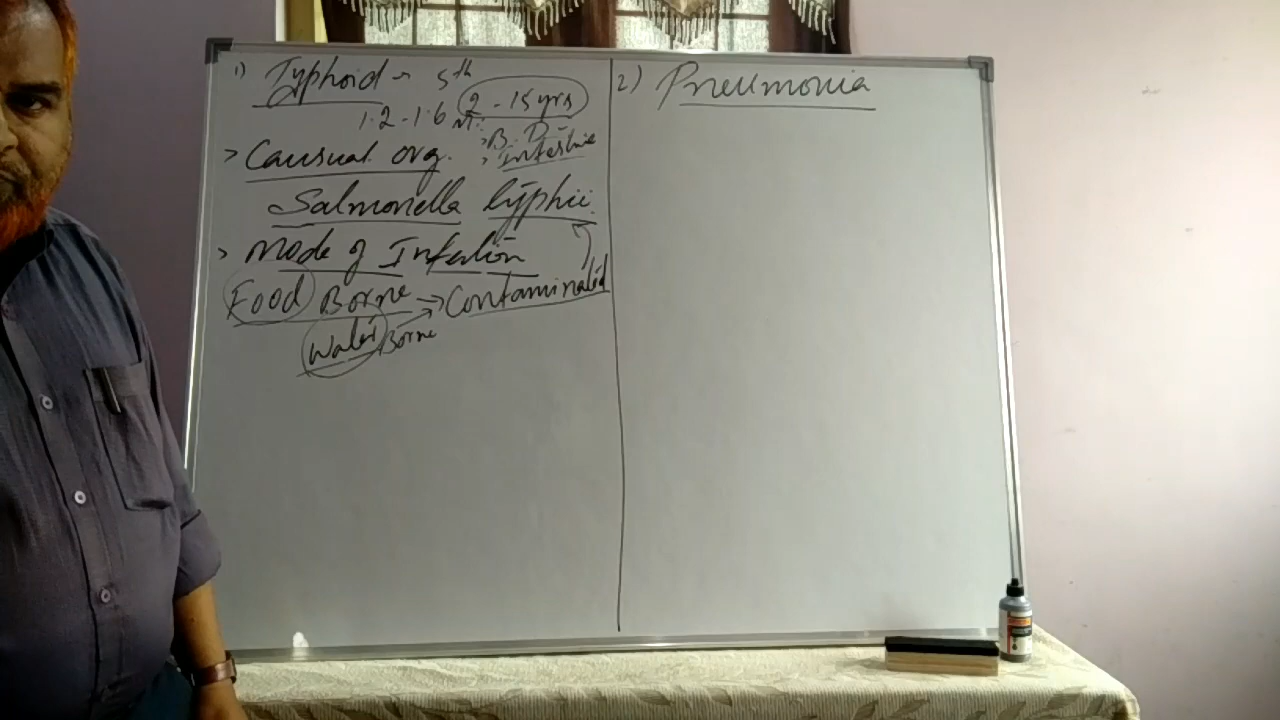 1) Typhoid - 5th
1.2 - 1.6 M: 2 - 15 yrs
> B. D
> Causual org. > Intestine
Salmonella typhii.
> Mode of Infection
Food Borne → Contaminated
Water Borne
2) Pneumonia